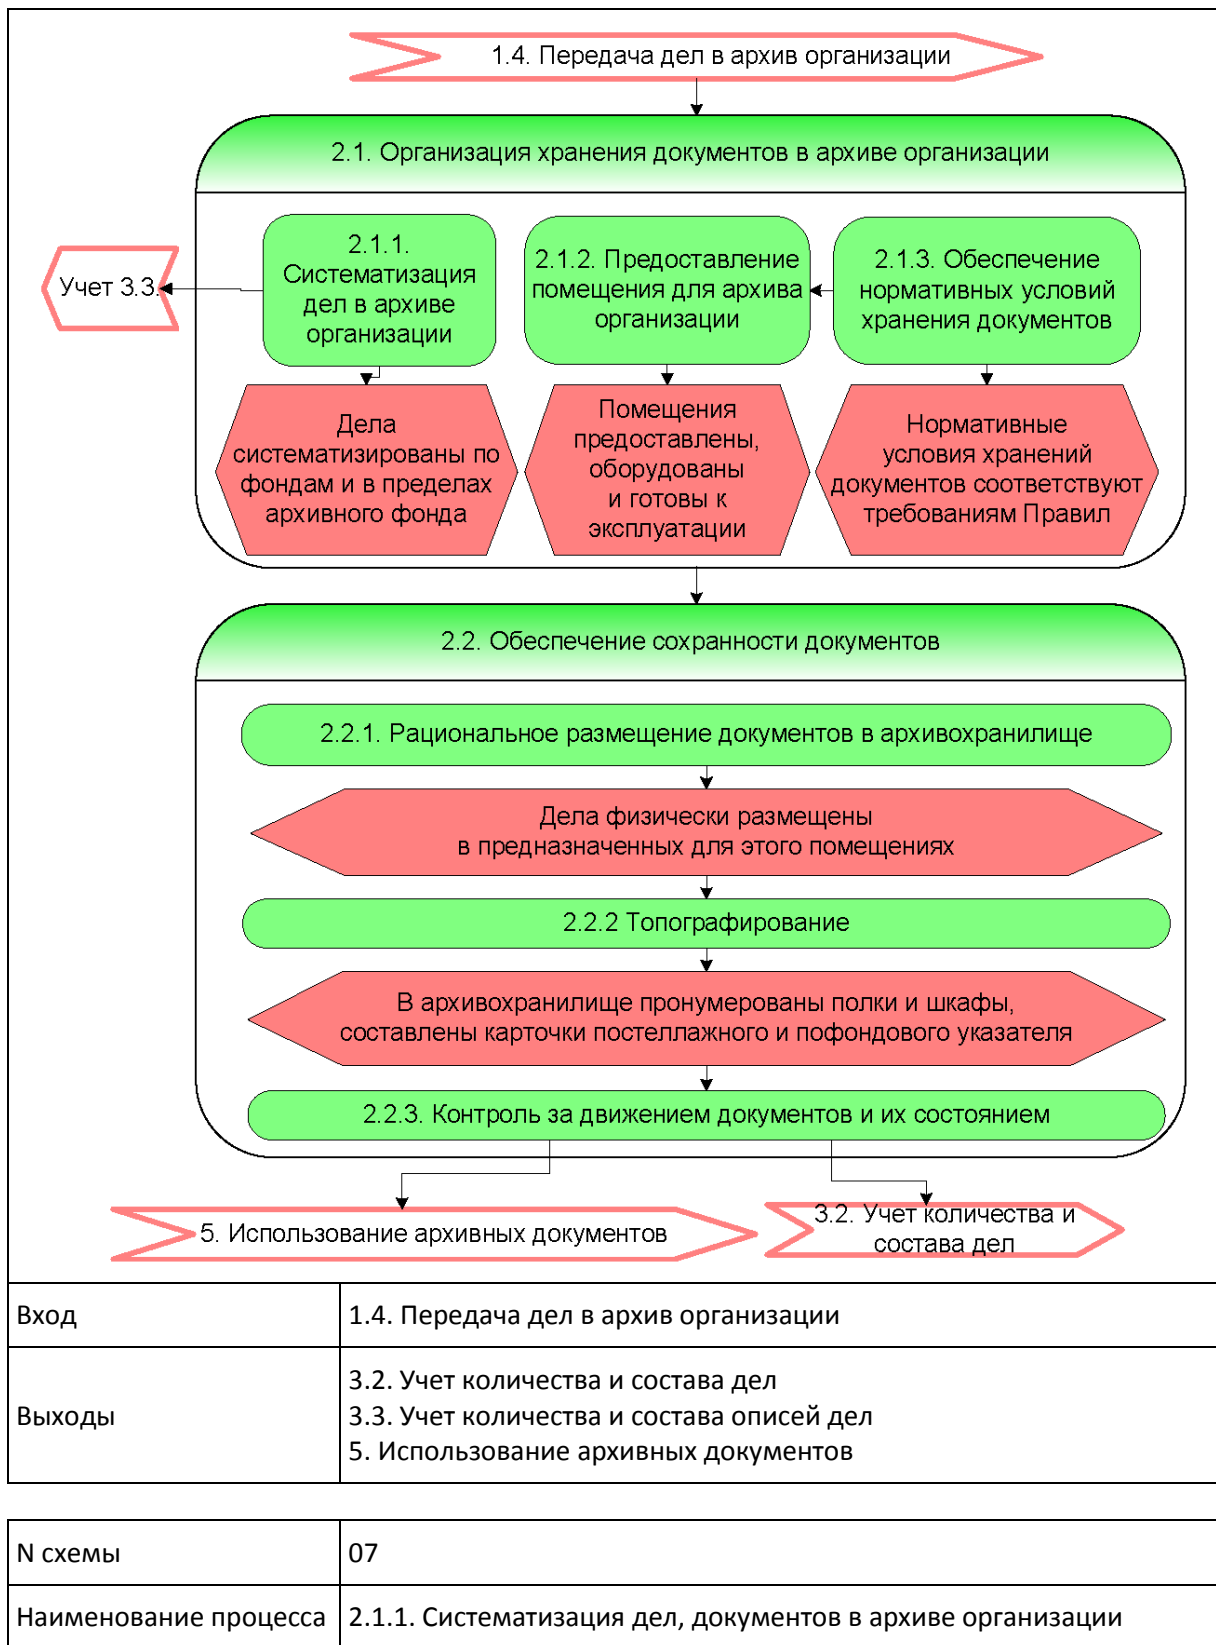 1.4. Передача дел в архив организации
2.1. Организация хранения документов в архиве организации
Учет 3.3.
2.1.1.
Систематизация
дел в архиве
организации
2.1.2. Предоставление
помещения для архива
организации
2.1.3. Обеспечение
нормативных условий
хранения документов
Дела
систематизированы по
фондам и в пределах
архивного фонда
Помещения
предоставлены,
оборудованы
и готовы к
эксплуатации
Нормативные
условия хранений
документов соответствуют
требованиям Правил
2.2. Обеспечение сохранности документов
2.2.1. Рациональное размещение документов в архивохранилище
Дела физически размещены
в предназначенных для этого помещениях
2.2.2 Топографирование
В архивохранилище пронумерованы полки и шкафы,
составлены карточки постеллажного и пофондового указателя
2.2.3. Контроль за движением документов и их состоянием
5. Использование архивных документов
3.2. Учет количества и
состава дел
Вход
1.4. Передача дел в архив организации
Выходы
3.2. Учет количества и состава дел
3.3. Учет количества и состава описей дел
5. Использование архивных документов
N схемы
07
Наименование процесса
2.1.1. Систематизация дел, документов в архиве организации